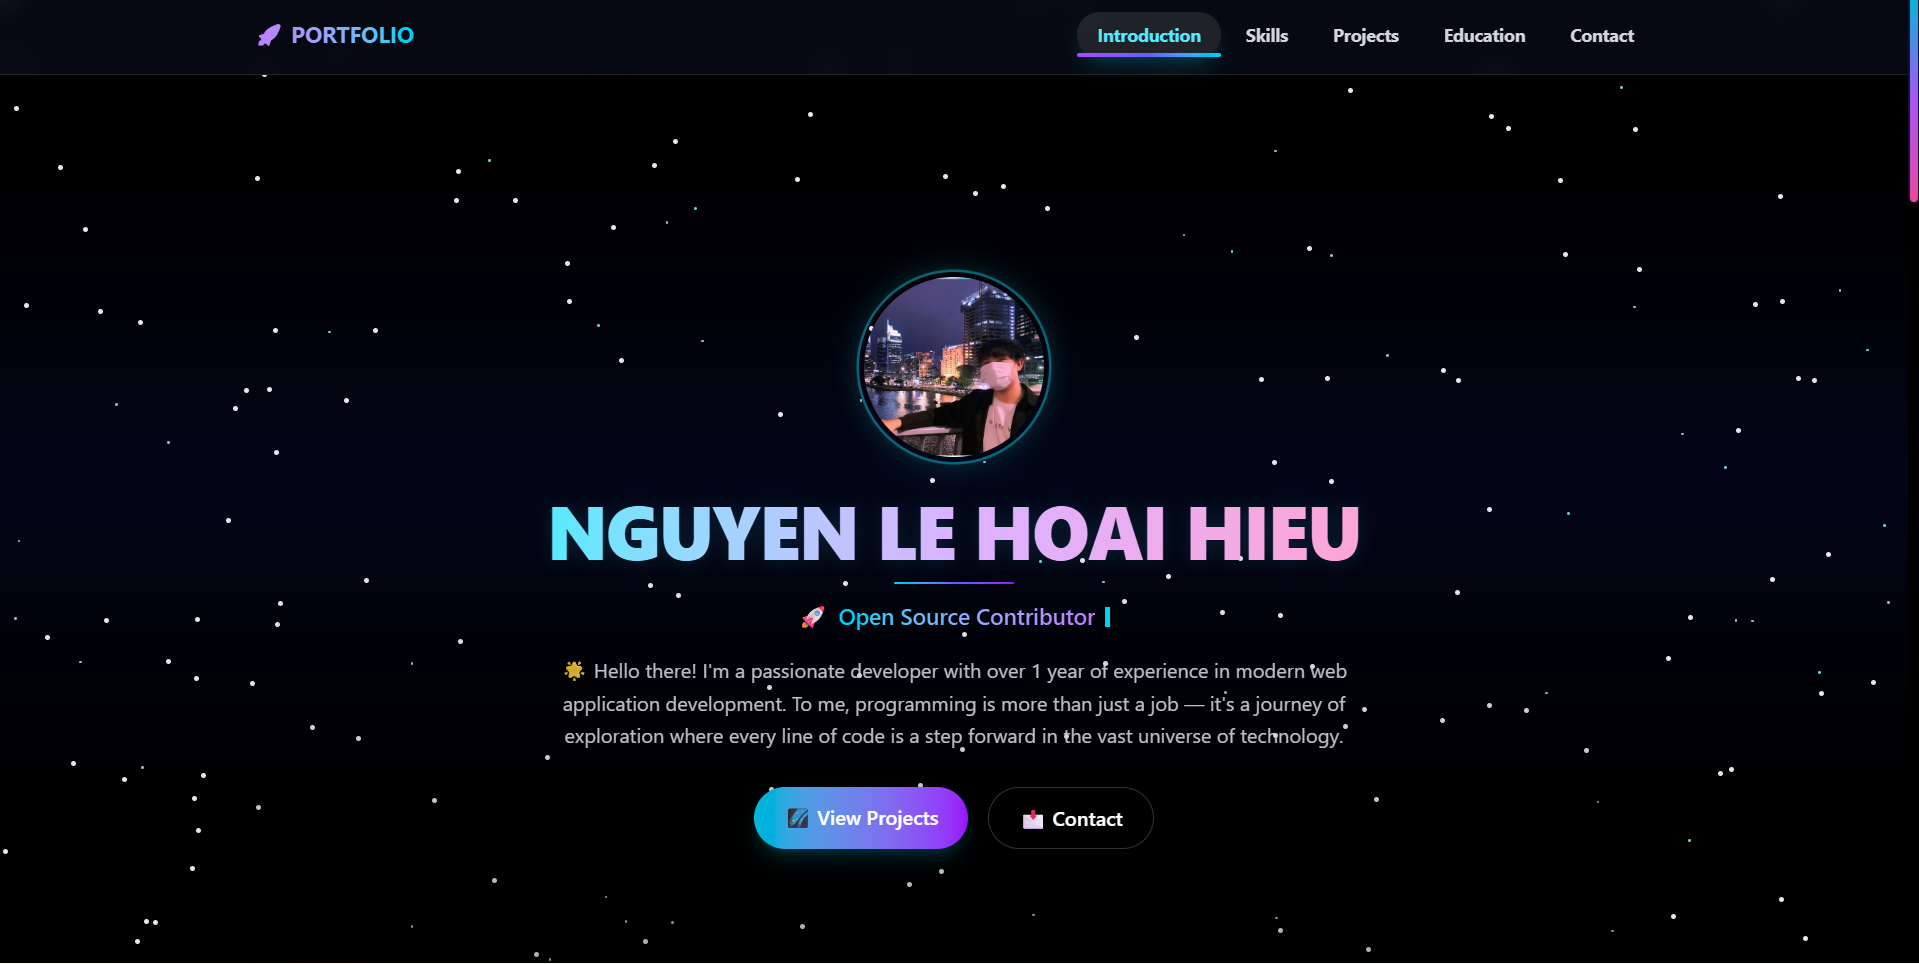 PORTFOLIO
Introduction
Skills
Projects
Education
Contact
NGUYEN LE HOAI HIEU
Open Source Contributor
Hello there! I'm a passionate developer with over 1 year of experience in modern web
application development. To me, programming is more than just a job — it's a journey of
exploration where every line of code is a step forward in the vast universe of technology.
View Projects
Contact